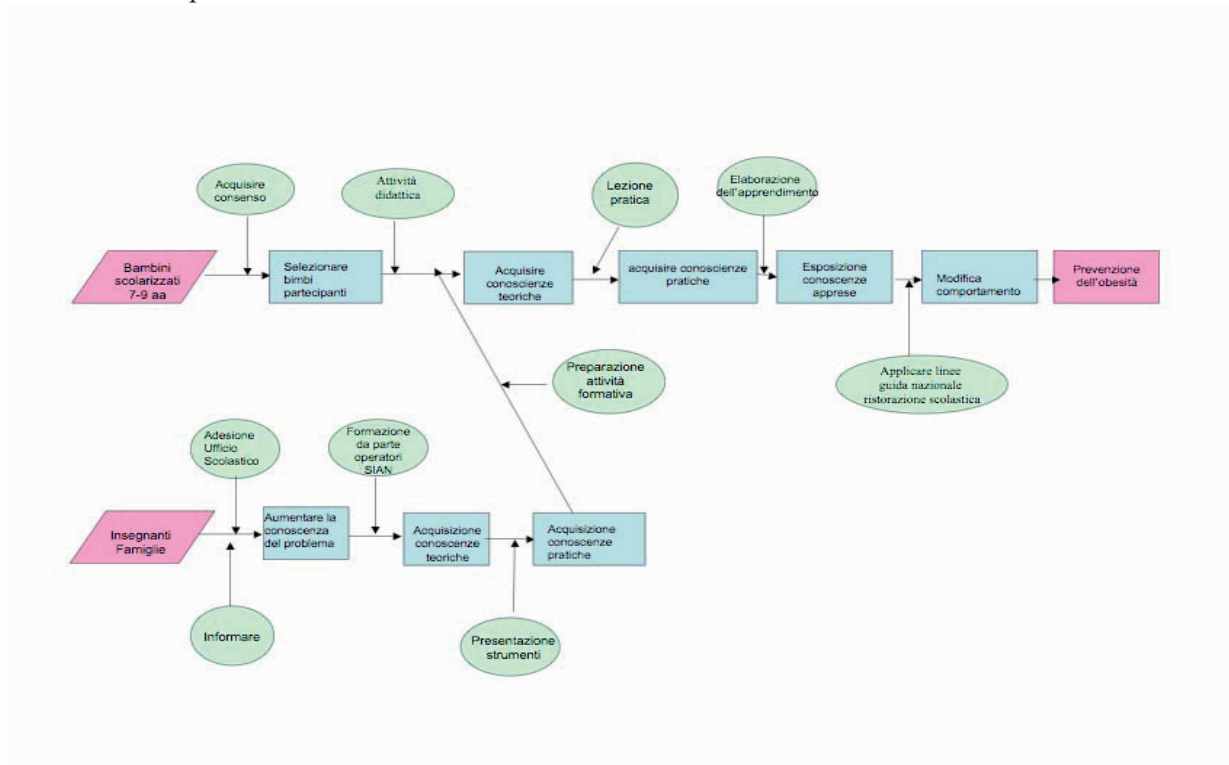 Acquisire
consenso
Attività
didattica
Lezione
pratica
Elaborazione
dell'apprendimento
Bambini
scolarizzati
7-9 aa
Selezionare
bimbi
partecipanti
Acquisire
conoscienze
teoriche
acquisire conoscienze
pratiche
Esposizione
conoscenze
apprese
Modifica
comportamento
Prevenzione
dell'obesità
Preparazione
attività
formativa
Applicare linee
guida nazionale
ristorazione scolastica
Adesione
Ufficio
Scolastico
Formazione
da parte
operatori
SIAN
Insegnanti
Famiglie
Aumentare la
conoscenza
del problema
Acquisizione
conoscenze
teoriche
Acquisizione
conoscenze
pratiche
Informare
Presentazione
strumenti